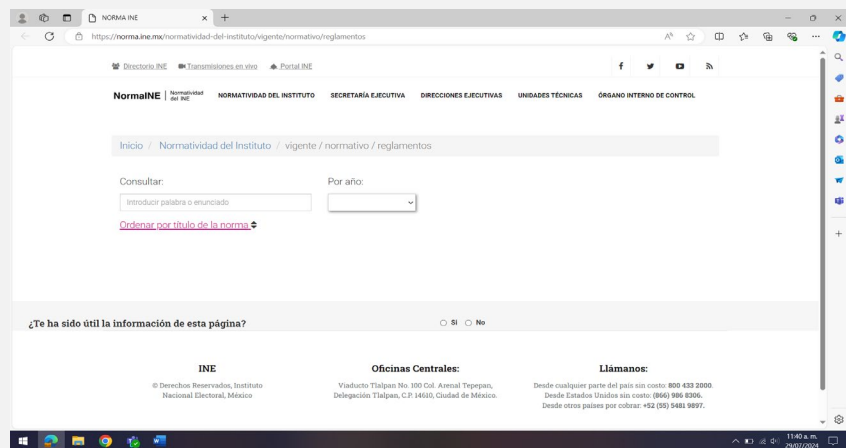 NORMA INE
https://norma.ine.mx/normatividad-del-instituto/vigente/normativo/reglamentos
Directorio INE Transmisiones en vivo Portal INE
NormaINE | Normatividad del INE NORMATIVIDAD DEL INSTITUTO SECRETARÍA EJECUTIVA DIRECCIONES EJECUTIVAS UNIDADES TÉCNICAS ÓRGANO INTERNO DE CONTROL
Inicio / Normatividad del Instituto / vigente / normativo / reglamentos
Consultar: Por año:
Introducir palabra o enunciado
Ordenar por título de la norma
¿Te ha sido útil la información de esta página? Si No
INE Oficinas Centrales: Llámanos:
© Derechos Reservados, Instituto Viaducto Tlalpan No. 100 Col. Arenal Tepepan, Desde cualquier parte del país sin costo: 800 433 2000.
Nacional Electoral, México Delegación Tlalpan, C.P. 14610, Ciudad de México. Desde Estados Unidos sin costo: (866) 986 8306.
Desde otros países por cobrar: +52 (55) 5481 9897.
11:40 a. m.
29/07/2024